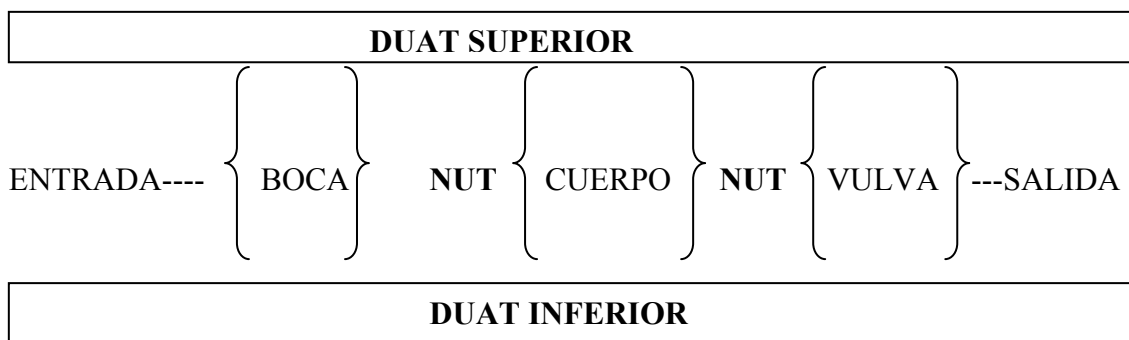 DUAT SUPERIOR
ENTRADA---- BOCA NUT CUERPO NUT VULVA ---SALIDA
DUAT INFERIOR